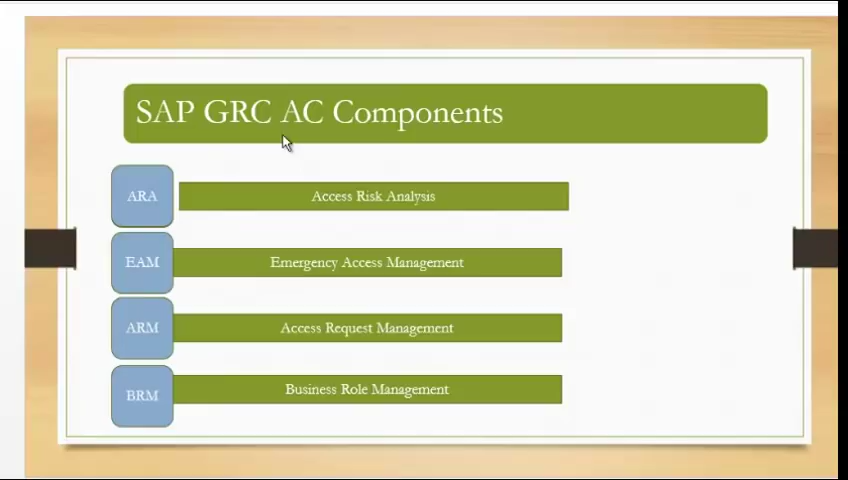 SAP GRC AC Components
ARA
Access Risk Analysis
EAM
Emergency Access Management
ARM
Access Request Management
BRM
Business Role Management